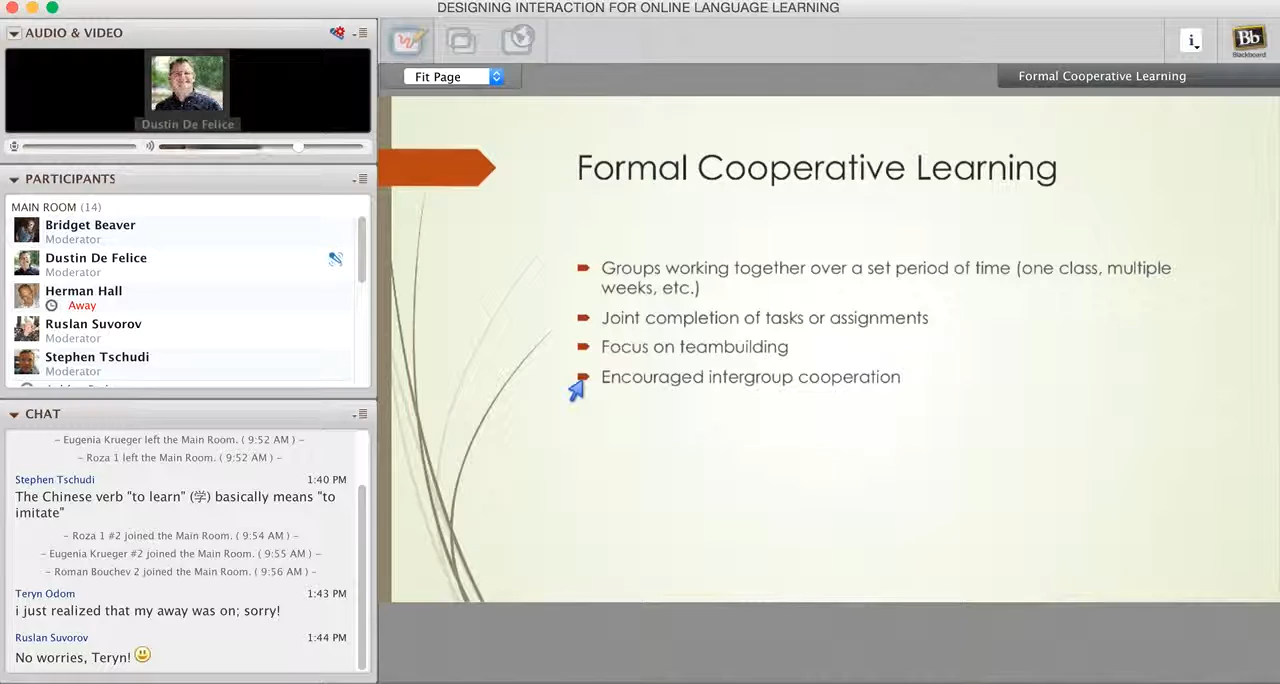 DESIGNING INTERACTION FOR ONLINE LANGUAGE LEARNING
AUDIO & VIDEO
Dustin De Felice
PARTICIPANTS
MAIN ROOM (14)
Bridget Beaver
Moderator
Dustin De Felice
Moderator
Herman Hall
Away
Ruslan Suvorov
Moderator
Stephen Tschudi
Moderator
CHAT
– Eugenia Krueger left the Main Room. ( 9:52 AM ) –
– Roza 1 left the Main Room. ( 9:52 AM ) –
Stephen Tschudi 1:40 PM
The Chinese verb "to learn" (学) basically means "to
imitate"
– Roza 1 #2 joined the Main Room. ( 9:54 AM ) –
– Eugenia Krueger #2 joined the Main Room. ( 9:55 AM ) –
– Roman Bouchev 2 joined the Main Room. ( 9:56 AM ) –
Teryn Odom 1:43 PM
i just realized that my away was on; sorry!
Ruslan Suvorov 1:44 PM
No worries, Teryn!
i
Bb
Blackboard
Fit Page
Formal Cooperative Learning
Formal Cooperative Learning
Groups working together over a set period of time (one class, multiple
weeks, etc.)
Joint completion of tasks or assignments
Focus on teambuilding
Encouraged intergroup cooperation